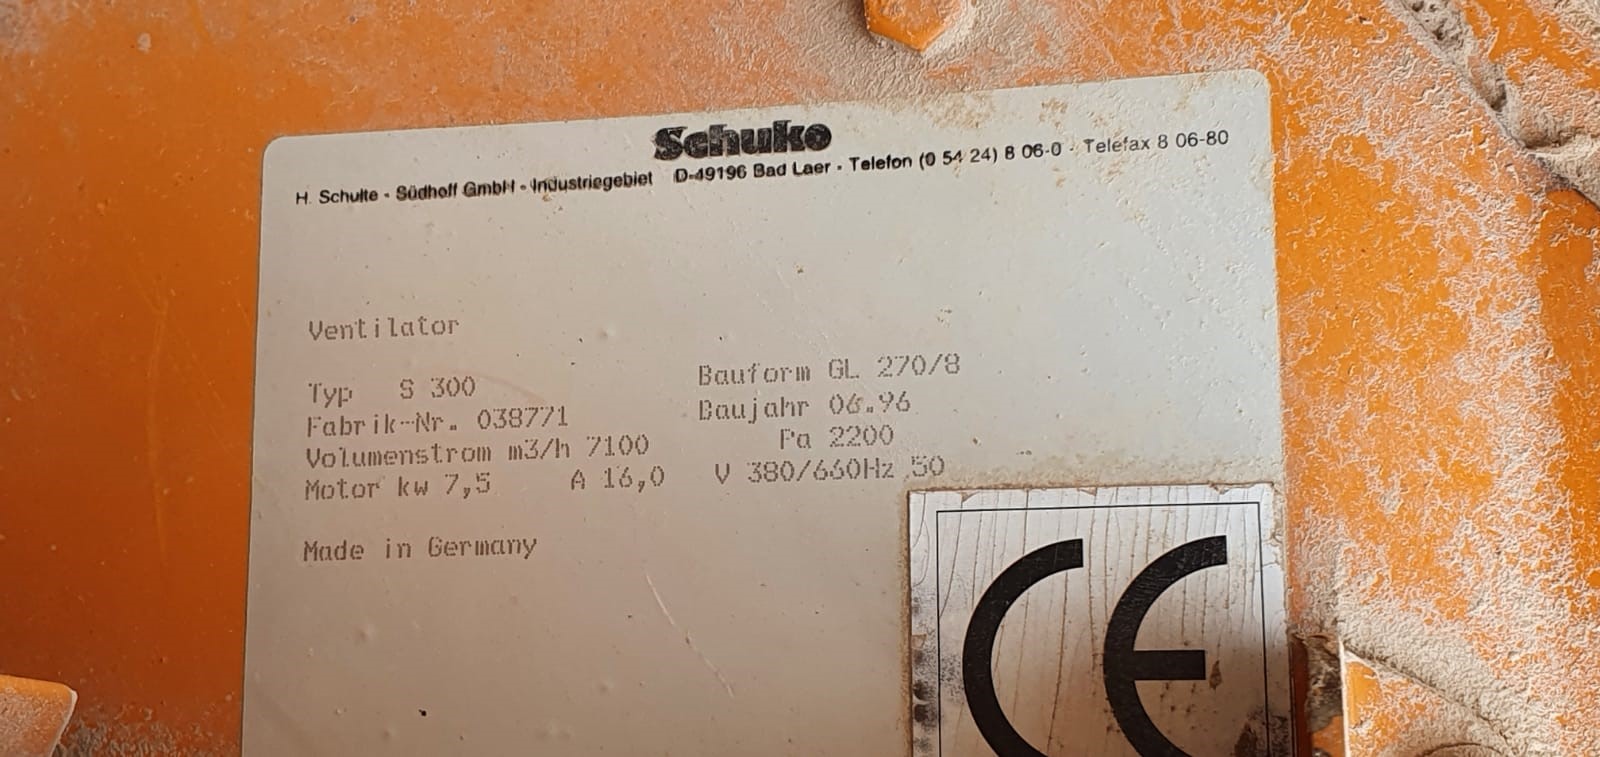 Schuko
H. Schulte - Südhoff GmbH - Industriegebiet D-49196 Bad Laer - Telefon (0 54 24) 8 06-0 - Telefax 8 06-80
Ventilator
Typ S 300 Bauform GL 270/8
Fabrik-Nr. 038771 Baujahr 06.96
Volumenstrom m3/h 7100 Pa 2200
Motor kw 7,5 A 16,0 V 380/660Hz 50
Made in Germany
CE